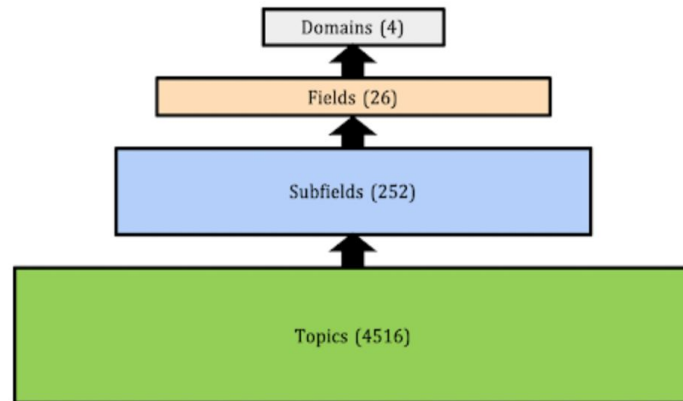 Domains (4)
Fields (26)
Subfields (252)
Topics (4516)